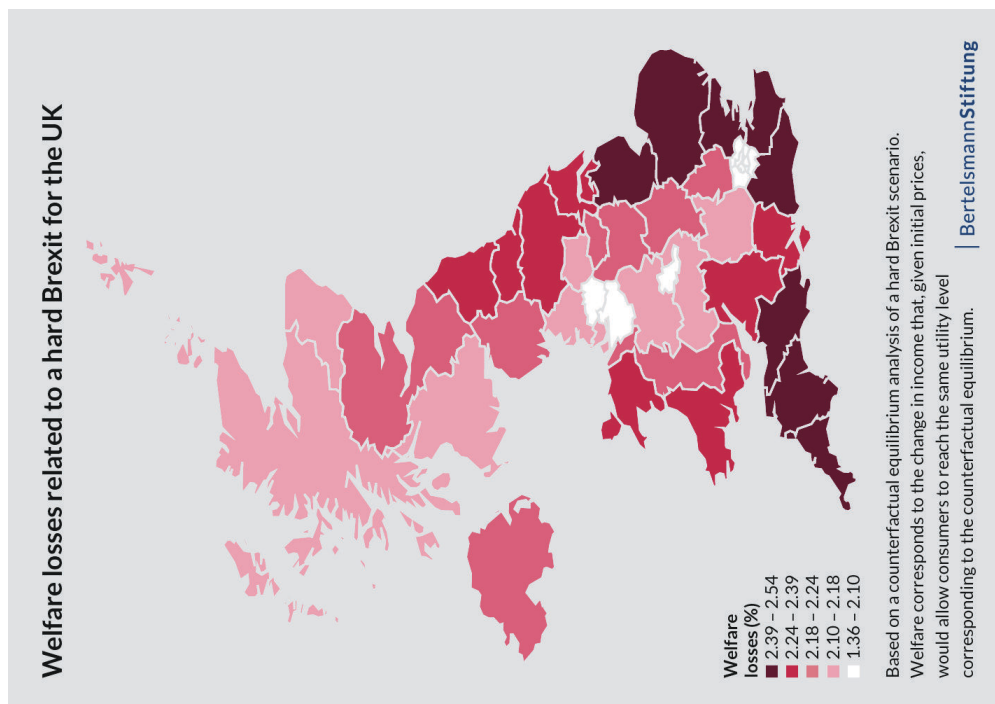 Welfare losses related to a hard Brexit for the UK
Welfare
losses (%)
2.39 – 2.54
2.24 – 2.39
2.18 – 2.24
2.10 – 2.18
1.36 – 2.10
Based on a counterfactual equilibrium analysis of a hard Brexit scenario.
Welfare corresponds to the change in income that, given initial prices,
would allow consumers to reach the same utility level
corresponding to the counterfactual equilibrium.
BertelsmannStiftung